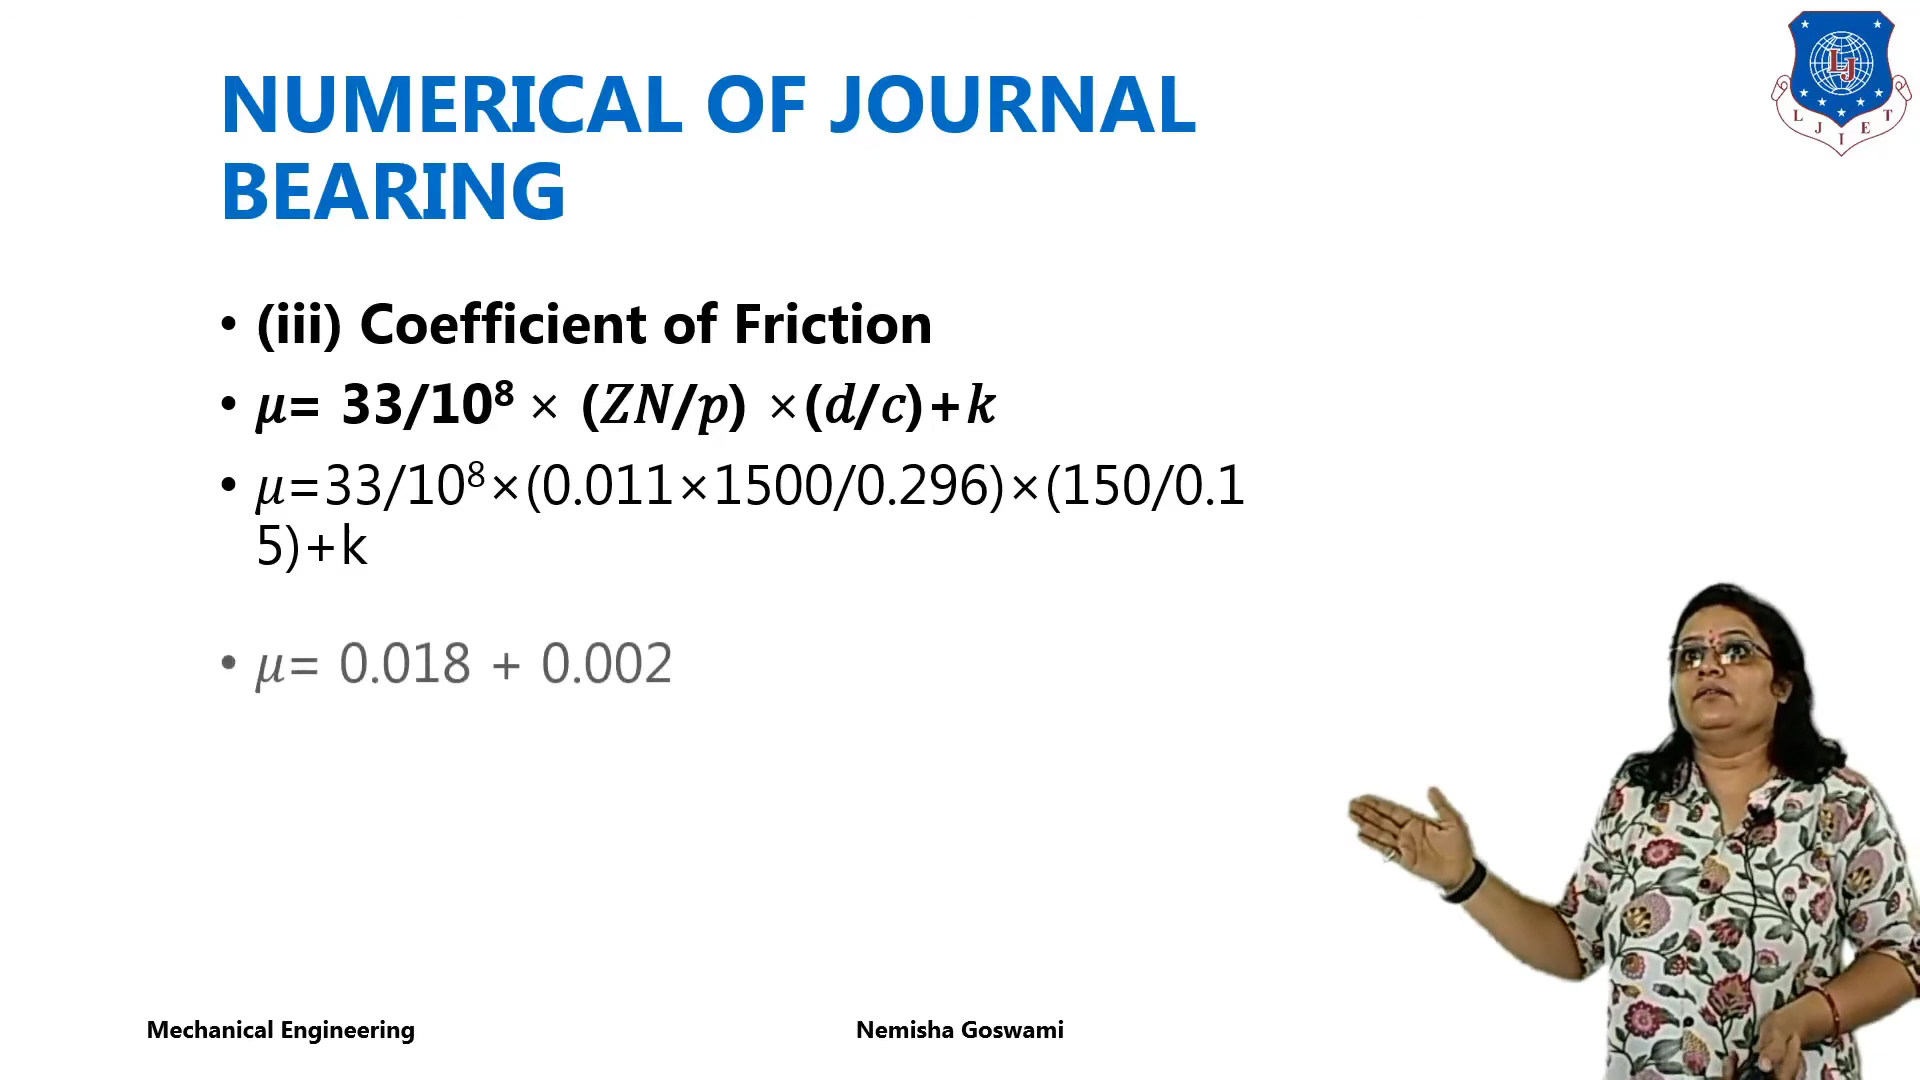 NUMERICAL OF JOURNAL
BEARING
L J I E T
LJ
• (iii) Coefficient of Friction
• 𝝁= 33/10⁸ × (𝒁𝑵/𝒑) ×(𝒅/𝒄)+𝒌
• 𝜇=33/10⁸×(0.011×1500/0.296)×(150/0.1
5)+k
• 𝜇= 0.018 + 0.002
Mechanical Engineering
Nemisha Goswami